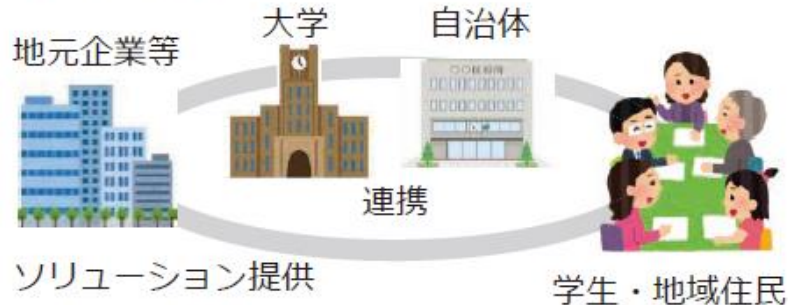 大学
自治体
地元企業等
連携
ソリューション提供
学生・地域住民